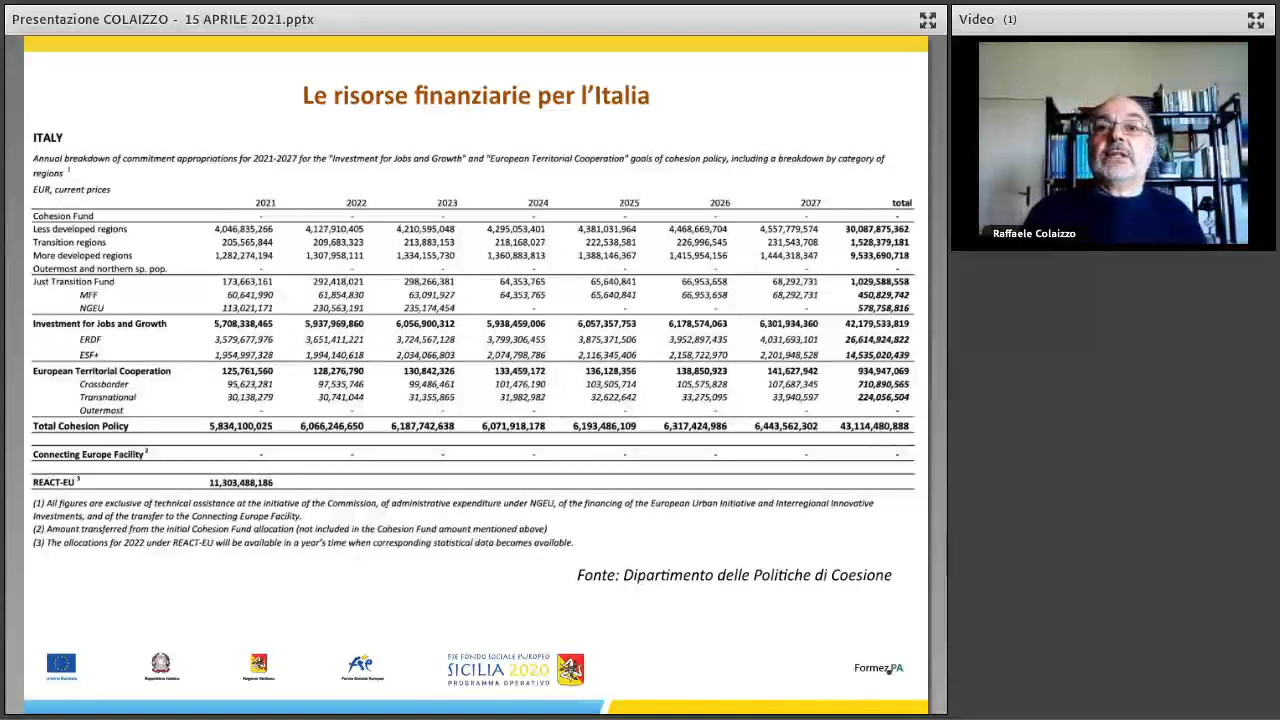 Presentazione COLAIZZO - 15 APRILE 2021.pptx
Video (1)
Raffaele Colaizzo
Le risorse finanziarie per l'Italia
ITALY
Annual breakdown of commitment appropriations for 2021-2027 for the "Investment for Jobs and Growth" and "European Territorial Cooperation" goals of cohesion policy, including a breakdown by category of
regions 1
EUR, current prices
2021 2022 2023 2024 2025 2026 2027 total
Cohesion Fund - - - - - - - -
Less developed regions 4,046,835,266 4,127,910,405 4,210,595,048 4,295,053,401 4,381,031,964 4,468,669,704 4,557,779,574 30,087,875,362
Transition regions 205,565,844 209,683,323 213,883,153 218,168,027 222,538,581 226,996,545 231,543,708 1,528,379,181
More developed regions 1,282,274,194 1,307,958,111 1,334,155,730 1,360,883,813 1,388,146,367 1,415,954,156 1,444,318,347 9,533,690,718
Outermost and northern sp. pop. - - - - - - - -
Just Transition Fund 173,663,161 292,418,021 298,266,381 64,353,765 65,640,841 66,953,658 68,292,731 1,029,588,558
MFF 60,641,990 61,854,830 63,091,927 64,353,765 65,640,841 66,953,658 68,292,731 450,829,742
NGEU 113,021,171 230,563,191 235,174,454 - - - - 578,758,816
Investment for Jobs and Growth 5,708,338,465 5,937,969,860 6,056,900,312 5,938,459,006 6,057,357,753 6,178,574,063 6,301,934,360 42,179,533,819
ERDF 3,579,677,976 3,651,411,221 3,724,567,128 3,799,306,455 3,875,371,506 3,952,897,435 4,031,693,101 26,614,924,822
ESF+ 1,954,997,328 1,994,140,618 2,034,066,803 2,074,798,786 2,116,345,406 2,158,722,970 2,201,948,528 14,535,020,439
European Territorial Cooperation 125,761,560 128,276,790 130,842,326 133,459,172 136,128,356 138,850,923 141,627,942 934,947,069
Crossborder 95,623,281 97,535,746 99,486,461 101,476,190 103,505,714 105,575,828 107,687,345 710,890,565
Transnational 30,138,279 30,741,044 31,355,865 31,982,982 32,622,642 33,275,095 33,940,597 224,056,504
Outermost - - - - - - - -
Total Cohesion Policy 5,834,100,025 6,066,246,650 6,187,742,638 6,071,918,178 6,193,486,109 6,317,424,986 6,443,562,302 43,114,480,888
Connecting Europe Facility 2 - - - - - - - -
REACT-EU 3 11,303,488,186
(1) All figures are exclusive of technical assistance at the initiative of the Commission, of administrative expenditure under NGEU, of the financing of the European Urban Initiative and Interregional Innovative
Investments, and of the transfer to the Connecting Europe Facility.
(2) Amount transferred from the initial Cohesion Fund allocation (not included in the Cohesion Fund amount mentioned above)
(3) The allocations for 2022 under REACT-EU will be available in a year's time when corresponding statistical data becomes available.
Fonte: Dipartimento delle Politiche di Coesione
Unione Europea
Repubblica Italiana
Regione Siciliana
fse
Fondo Sociale Europeo
FSE FONDO SOCIALE EUROPEO
SICILIA 2020
PROGRAMMA OPERATIVO
Formez PA